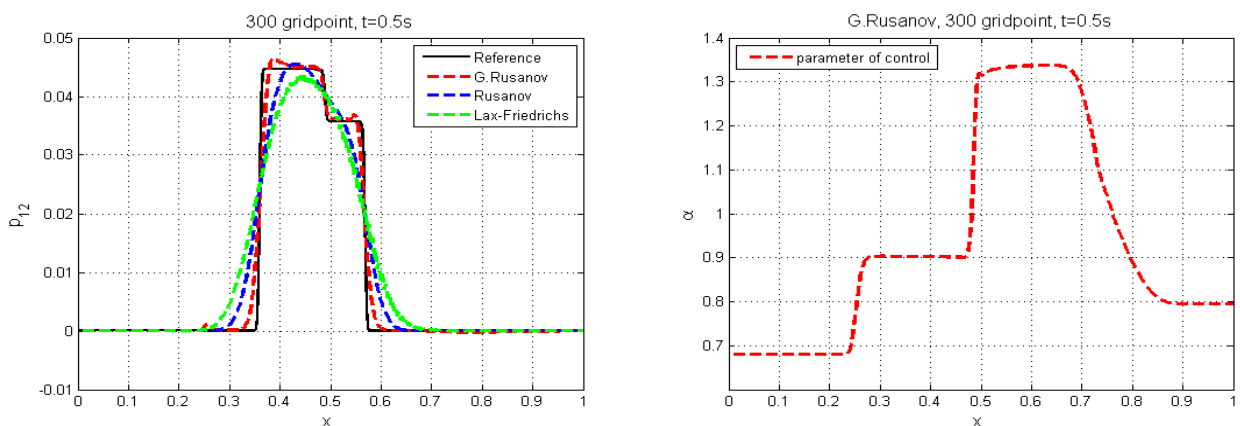 300 gridpoint, t=0.5s
0.05
0.04
0.03
0.02
0.01
0
-0.01
p12
Reference
G.Rusanov
Rusanov
Lax-Friedrichs
0 0.1 0.2 0.3 0.4 0.5 0.6 0.7 0.8 0.9 1
x
G.Rusanov, 300 gridpoint, t=0.5s
1.4
1.3
1.2
1.1
1
0.9
0.8
0.7
α
parameter of control
0 0.1 0.2 0.3 0.4 0.5 0.6 0.7 0.8 0.9 1
x